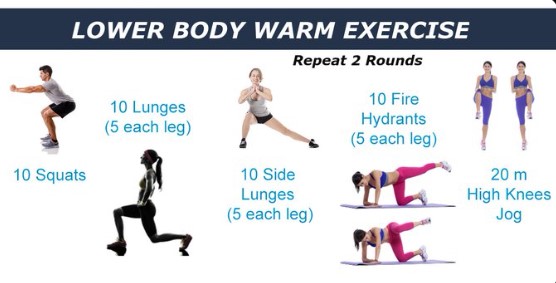 LOWER BODY WARM EXERCISE
Repeat 2 Rounds
10 Squats
10 Lunges
(5 each leg)
10 Side
Lunges
(5 each leg)
10 Fire
Hydrants
(5 each leg)
20 m
High Knees
Jog